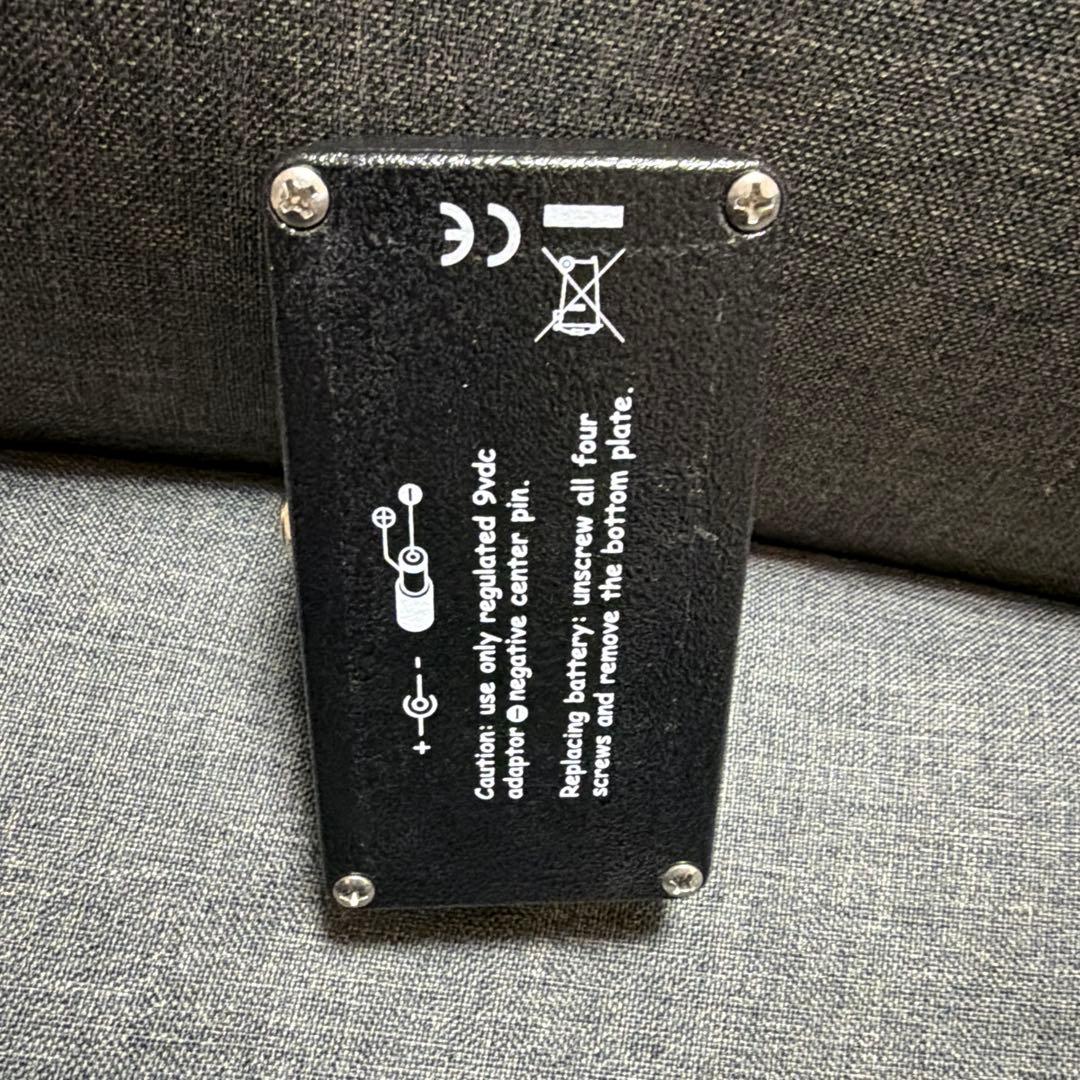 + -
Caution: use only regulated 9vdc
adaptor⊖negative center pin.
Replacing battery: unscrew all four
screws and remove the bottom plate.
CE